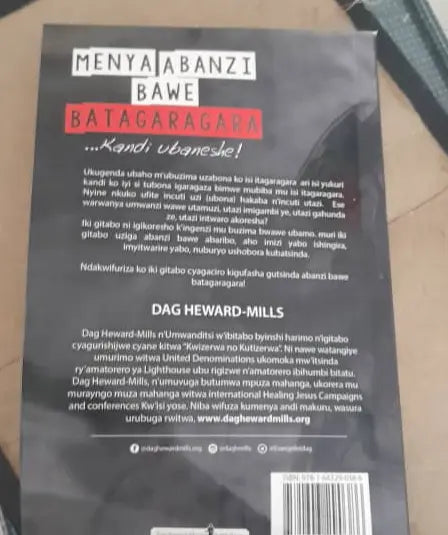 MENYA ABANZI
BAWE
BATAGARAGARA
...Kandi ubaneshe!
Ukugenda ubaho m'ubuzima uzabona ko isi itagaragara ari isi yukuri
kandi ko iyi si tubona igaragaza bimwe mubiha mu isi itagaragara.
Nyine nkuko ufite incuti uzi (ubona) hakaba n'incuti utazi. Ese
warwanya umwanzi wawe utamuzi, utazi imigambi ye, utazi gahunda
ze, utazi intwaro akoresha?
Iki gitabo ni igikoresho k'ingenzi mu buzima bwawe ubamo. muri iki
gitabo uziga abanzi bawe abaribo, aho imizi yabo ishingira,
imyitwarire yabo, nuburyo ushobora kubatsinda.
Ndakwifuriza ko iki gitabo cyagaciro kigufasha gutsinda abanzi bawe
batagaragara!
DAG HEWARD-MILLS
Dag Heward-Mills n'Umwanditsi w'ibitabo byinshi harimo n'igitabo
cyagurishijwe cyane kitwa "Kwizerwa no Kutizerwa". Ni nawe watangiye
umurimo witwa United Denominations ukomoka mw'itsinda
ry'amatorero ya Lighthouse ubu rigizwe n'amatorero ibihumbi bitatu.
Dag Heward-Mills, n'umuvuga butumwa mpuza mahanga, ukorera mu
murayngo muza mahanga witwa international Healing Jesus Campaigns
and conferences Kw'isi yose. Niba wifuza kumenya andi makuru, wasura
urubuga rwitwa, www.daghewardmills.org
@daghewardmills.org @daghmills @EvangelistDag